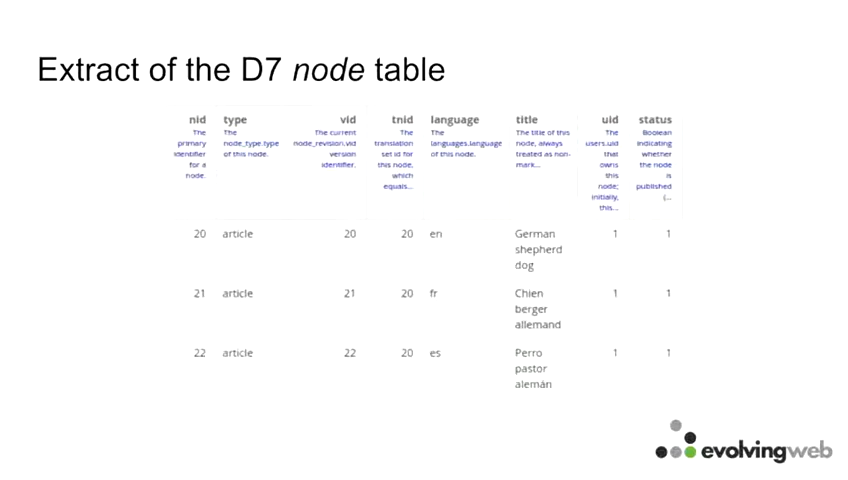 Extract of the D7 node table
nid type vid tnid language title uid status
The The The current The The The title of this The Boolean
primary node_type.type node_revision.vid translation languages.language node, always users.uid indicating
identifier of this node. version set id for of this node. treated as non- that whether
for a identifier. this node, mark... owns the node
node. which this is
equals... node; published
initially, (...
this...
20 article 20 20 en German 1 1
shepherd
dog
21 article 21 20 fr Chien 1 1
berger
allemand
22 article 22 20 es Perro 1 1
pastor
alemán
evolvingweb